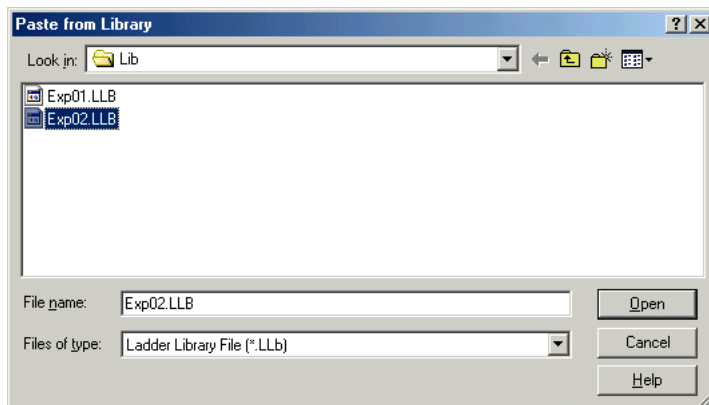 Paste from Library
Look in: Lib
Exp01.LLB
Exp02.LLB
File name: Exp02.LLB Open
Files of type: Ladder Library File (*.LLb) Cancel
Help